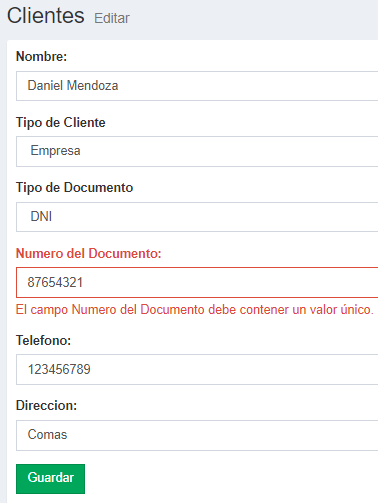 Clientes Editar
Nombre:
Daniel Mendoza
Tipo de Cliente
Empresa
Tipo de Documento
DNI
Numero del Documento:
87654321
El campo Numero del Documento debe contener un valor único.
Telefono:
123456789
Direccion:
Comas
Guardar